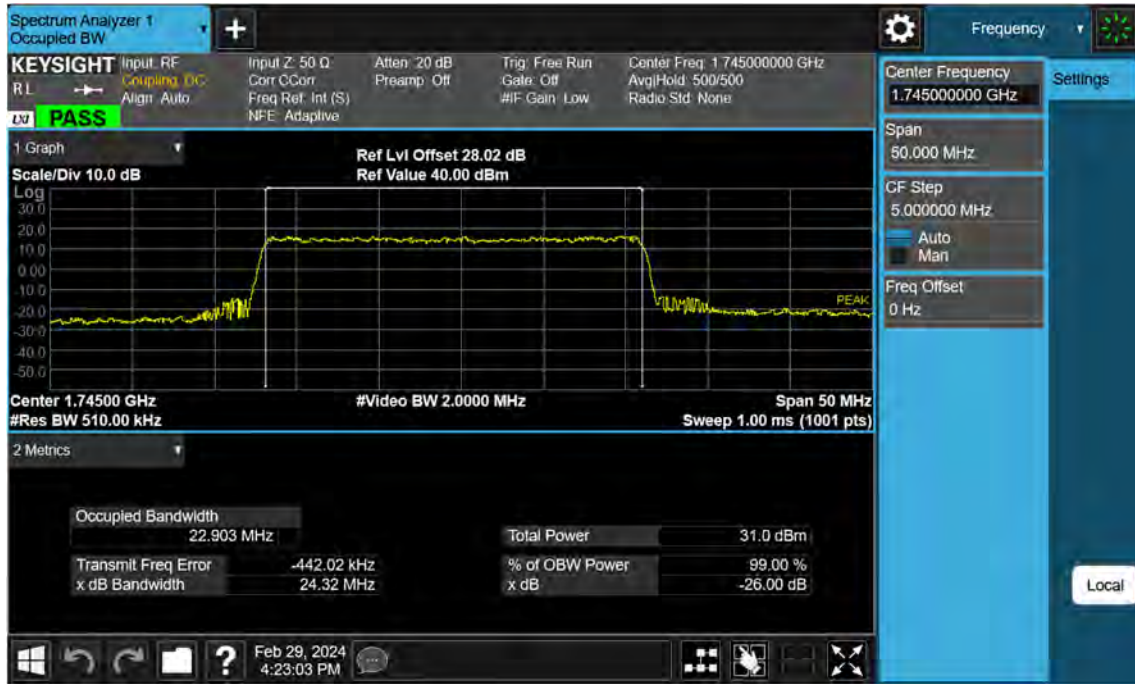 Spectrum Analyzer 1
Occupied BW
Frequency
KEYSIGHT
Input: RF
Coupling: DC
Align: Auto
Input Z: 50 Ω
Corr CCorr
Freq Ref: Int (S)
NFE: Adaptive
Atten: 20 dB
Preamp: Off
Trig: Free Run
Gate: Off
#IF Gain: Low
Center Freq: 1.745000000 GHz
Avg|Hold: 500/500
Radio Std: None
RL
LXI
PASS
Center Frequency
1.745000000 GHz
Settings
Span
50.000 MHz
CF Step
5.000000 MHz
Auto
Man
Freq Offset
0 Hz
1 Graph
Scale/Div 10.0 dB
Ref Lvl Offset 28.02 dB
Ref Value 40.00 dBm
Log
30.0
20.0
10.0
0.00
-10.0
-20.0
-30.0
-40.0
-50.0
PEAK
Center 1.74500 GHz
#Res BW 510.00 kHz
#Video BW 2.0000 MHz
Span 50 MHz
Sweep 1.00 ms (1001 pts)
2 Metrics
Occupied Bandwidth
22.903 MHz
Total Power 31.0 dBm
Transmit Freq Error -442.02 kHz
% of OBW Power 99.00 %
x dB Bandwidth 24.32 MHz
x dB -26.00 dB
Local
?
Feb 29, 2024
4:23:03 PM